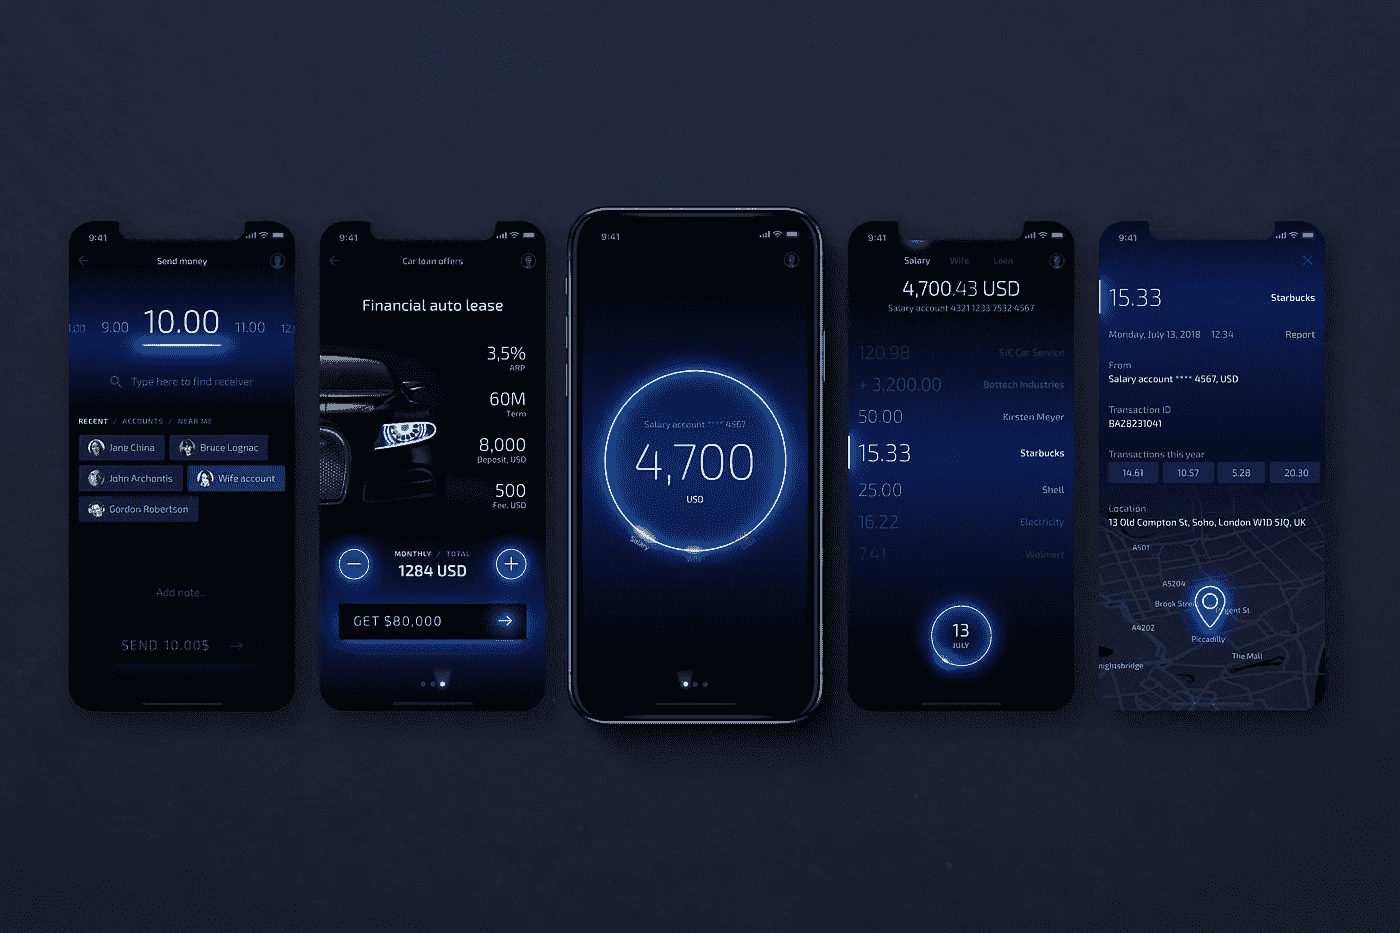 9:41
Send money
8.00 9.00 10.00 11.00 12.
Type here to find receiver
RECENT / ACCOUNTS / NEAR ME
Jane China Bruce Lognac
John Archontis Wife account
Gordon Robertson
Add note..
SEND 10.00$
9:41
Car loan offers
Financial auto lease
3,5%
ARP
60M
Term
8,000
Deposit, USD
500
Fee, USD
MONTHLY / TOTAL
1284 USD
GET $80,000
9:41
Salary account **** 4567
4,700
USD
Salary
Wife
9:41
Salary Wife Loan
4,700.43 USD
Salary account 4321 1233 7532 4567
120.98 SJC Car Service
+ 3,200.00 Bottech Industries
50.00 Kirsten Meyer
15.33 Starbucks
25.00 Shell
16.22 Electricity
7.41 Walmart
13
JULY
9:41
15.33 Starbucks
Monday, July 13, 2018 12:34 Report
From
Salary account **** 4567, USD
Transaction ID
BAZ8231041
Transactions this year
14.61 10.57 5.28 20.30
Location
13 Old Compton St, Soho, London W1D 5JQ, UK
A501
A5204
Brook Street
Regent St
A4202
Piccadilly
The Mall
nightsbridge